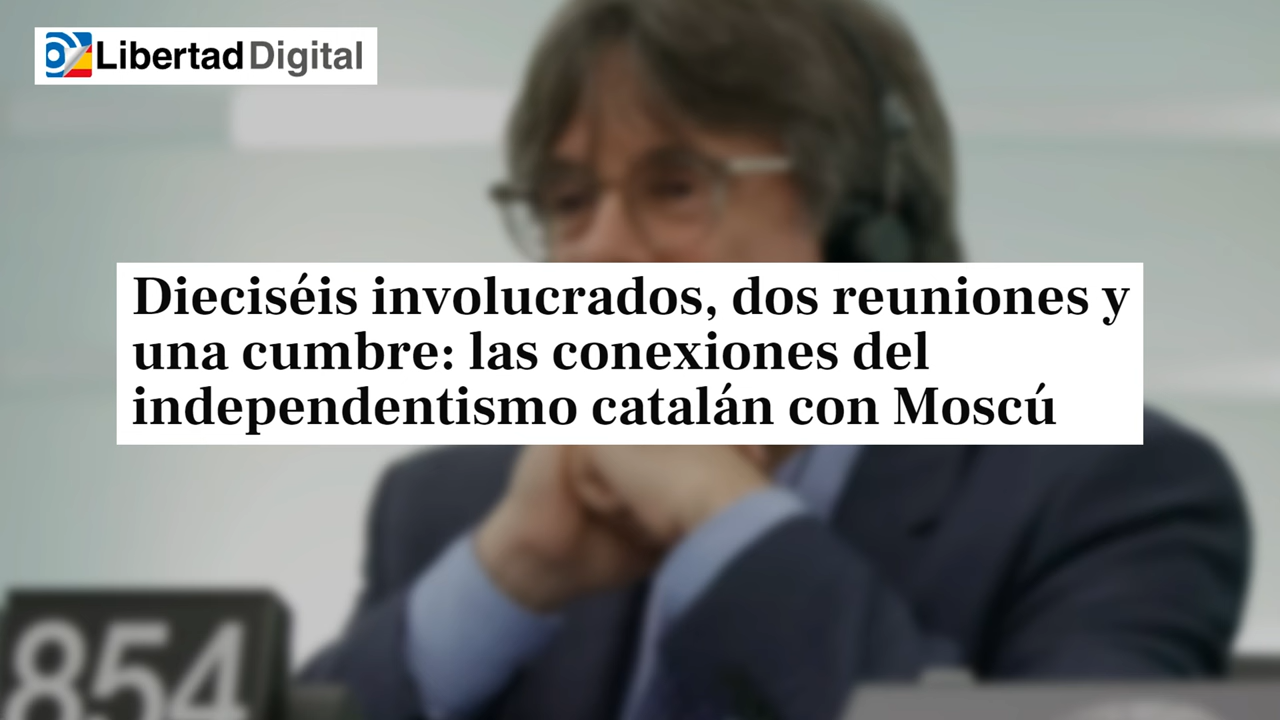 Libertad Digital
Dieciséis involucrados, dos reuniones y
una cumbre: las conexiones del
independentismo catalán con Moscú
854